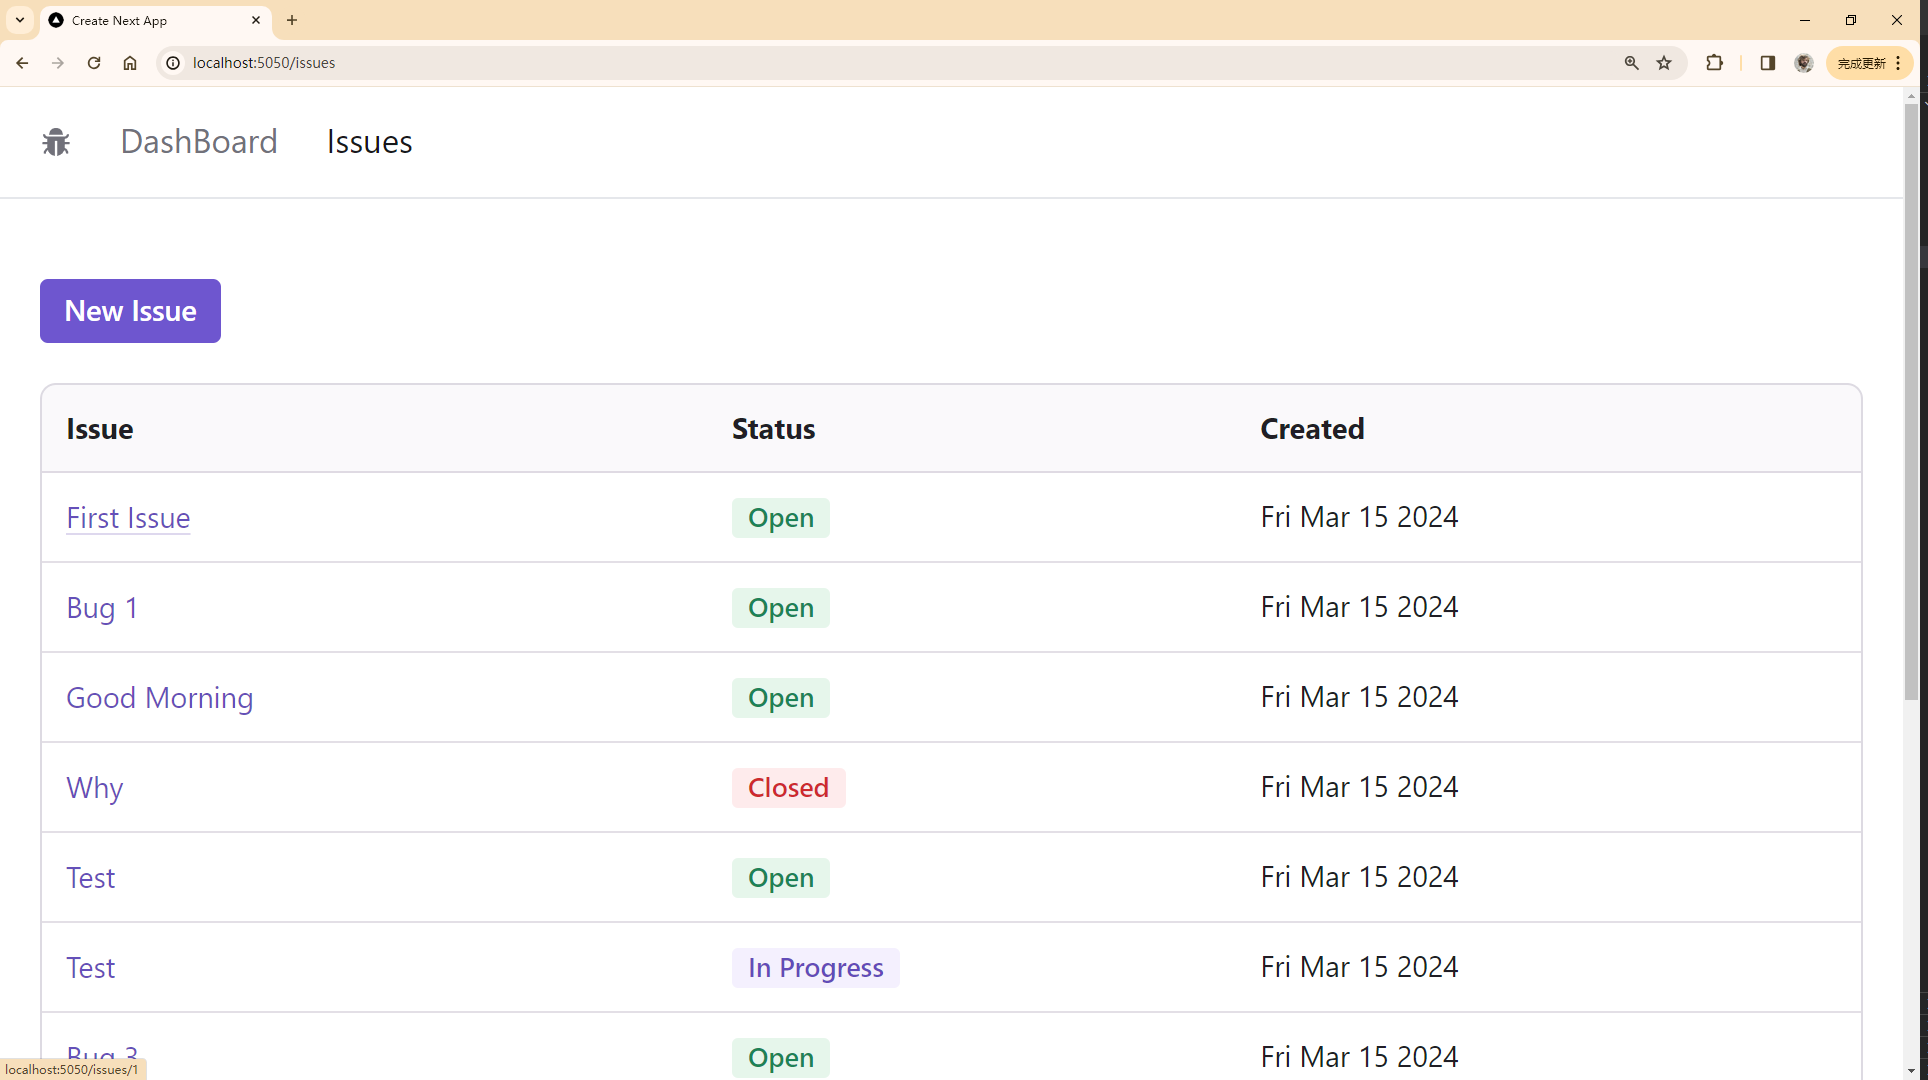 Create Next App
localhost:5050/issues
完成更新
DashBoard Issues
New Issue
Issue Status Created
First Issue Open Fri Mar 15 2024
Bug 1 Open Fri Mar 15 2024
Good Morning Open Fri Mar 15 2024
Why Closed Fri Mar 15 2024
Test Open Fri Mar 15 2024
Test In Progress Fri Mar 15 2024
Bug 3 Open Fri Mar 15 2024
localhost:5050/issues/1